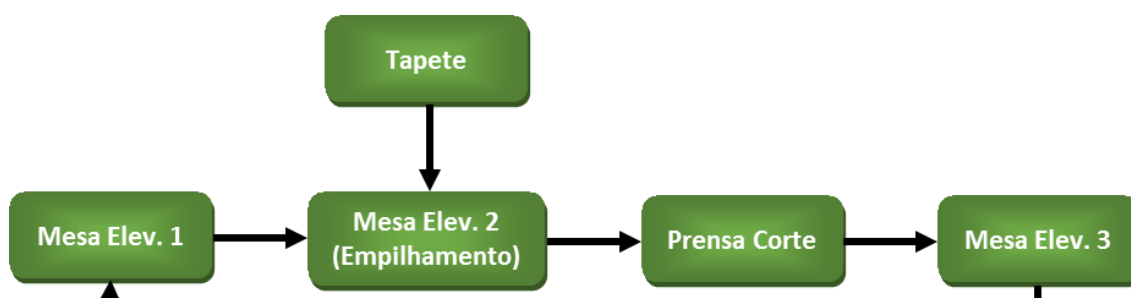 Tapete
Mesa Elev. 1
Mesa Elev. 2
(Empilhamento)
Prensa Corte
Mesa Elev. 3